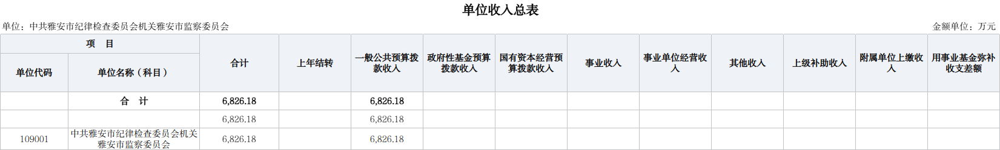 单位收入总表
单位：中共雅安市纪律检查委员会机关雅安市监察委员会
金额单位：万元
项 目
合计
上年结转
一般公共预算拨
款收入
政府性基金预算
拨款收入
国有资本经营预
算拨款收入
事业收入
事业单位经营收
入
其他收入
上级补助收入
附属单位上缴收
入
用事业基金弥补
收支差额
单位代码
单位名称（科目）
合 计
6,826.18
6,826.18
6,826.18
6,826.18
109001
中共雅安市纪律检查委员会机关
雅安市监察委员会
6,826.18
6,826.18